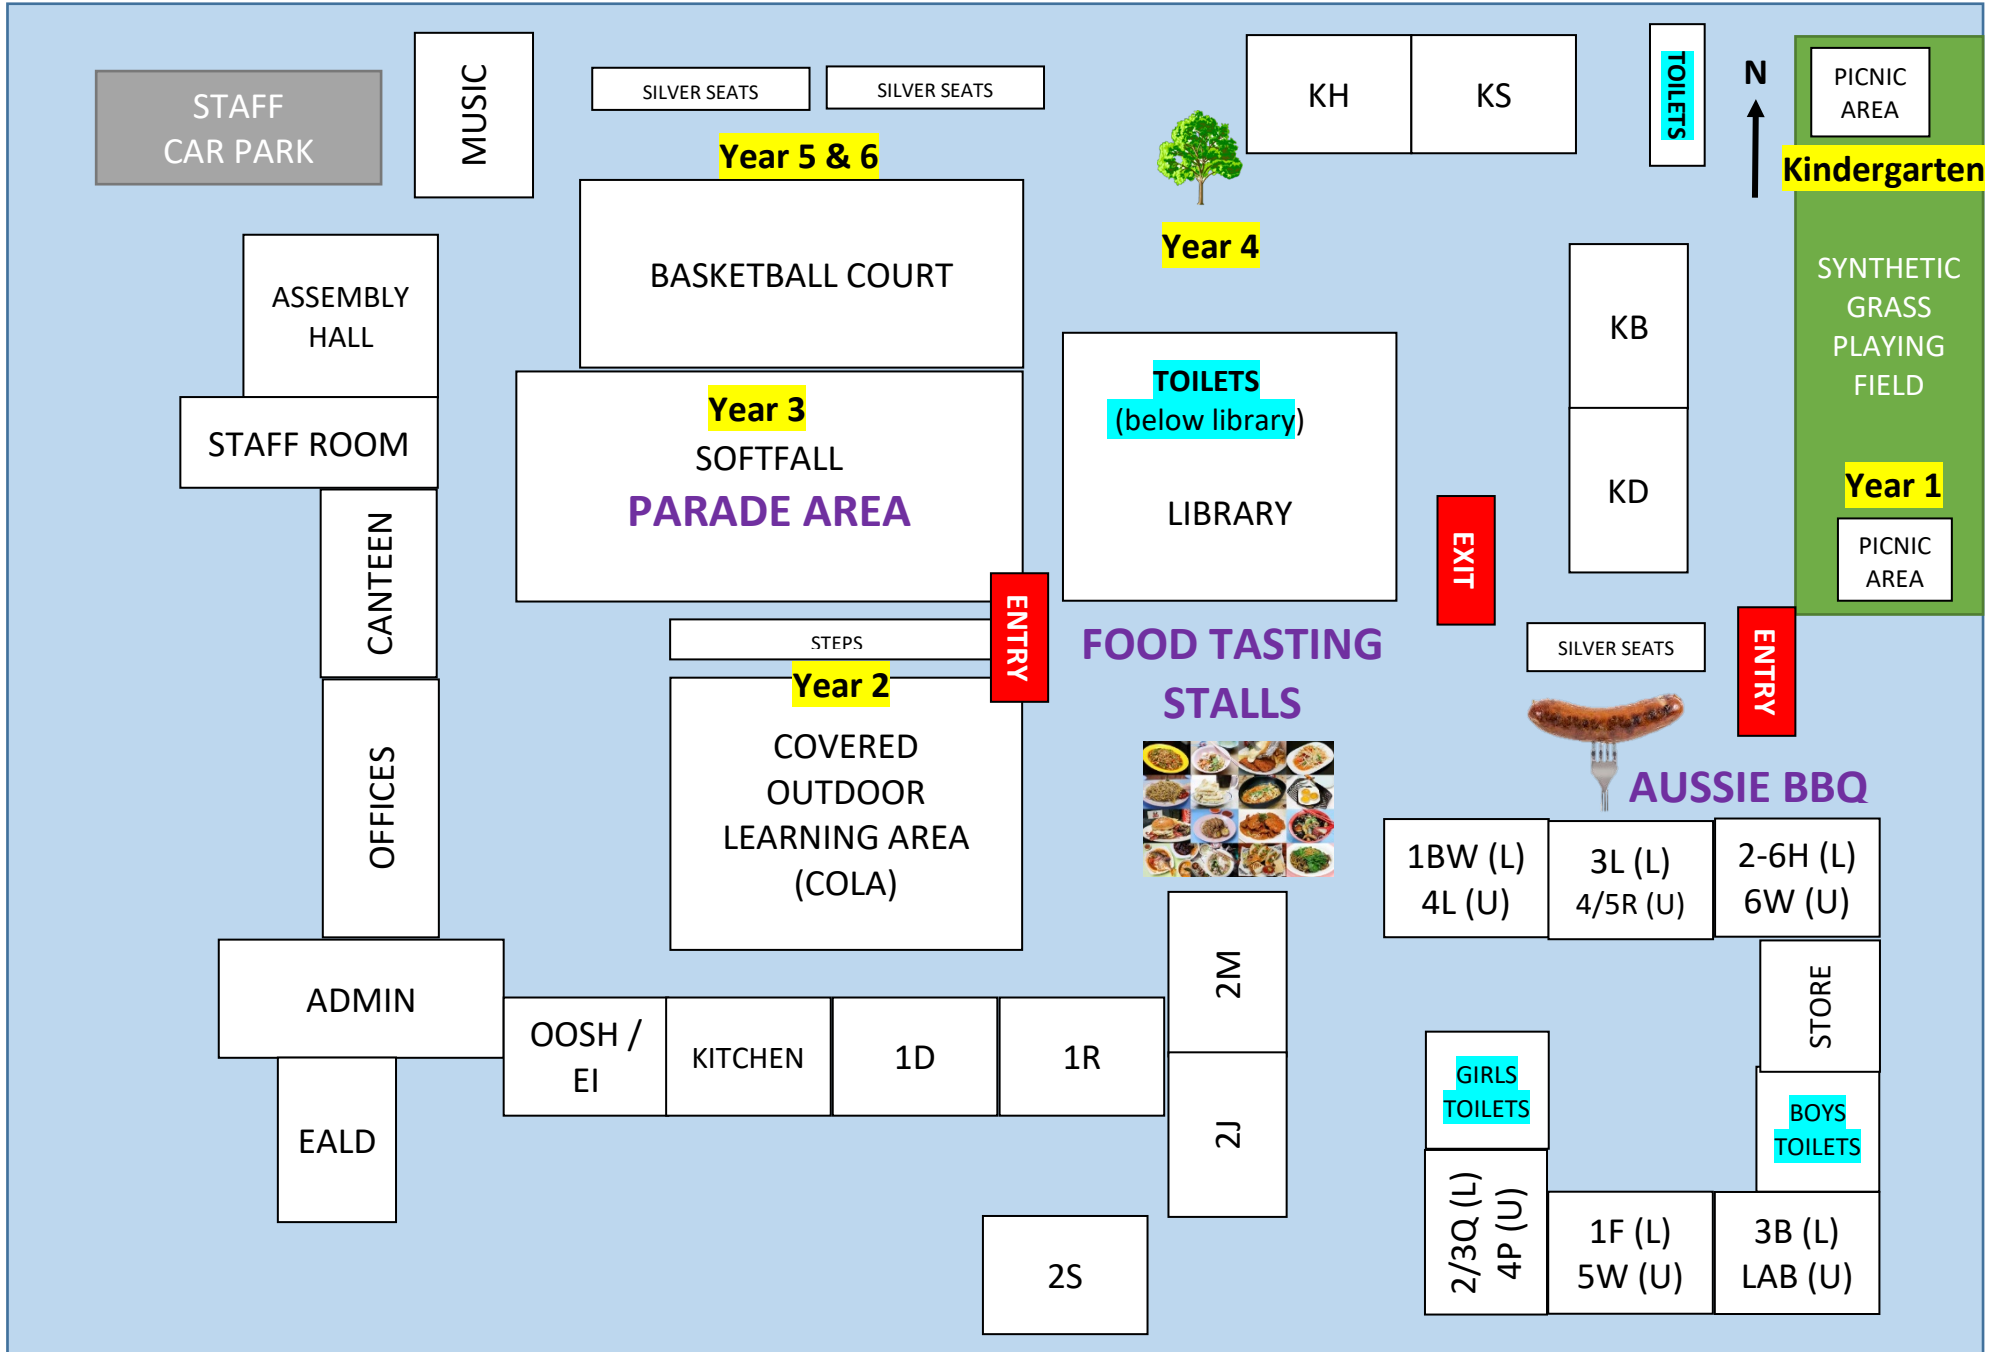 STAFF
CAR PARK
MUSIC
SILVER SEATS
SILVER SEATS
Year 5 & 6
KH
KS
TOILETS
N
PICNIC
AREA
Kindergarten
Year 4
ASSEMBLY
HALL
BASKETBALL COURT
SYNTHETIC
GRASS
PLAYING
FIELD
KB
TOILETS
(below library)
LIBRARY
Year 3
SOFTFALL
PARADE AREA
STAFF ROOM
KD
Year 1
PICNIC
AREA
CANTEEN
EXIT
ENTRY
STEPS
FOOD TASTING
STALLS
SILVER SEATS
ENTRY
Year 2
COVERED
OUTDOOR
LEARNING AREA
(COLA)
OFFICES
AUSSIE BBQ
1BW (L)
4L (U)
3L (L)
4/5R (U)
2-6H (L)
6W (U)
ADMIN
2M
STORE
OOSH /
EI
KITCHEN
1D
1R
GIRLS
TOILETS
BOYS
TOILETS
EALD
2J
2/3Q (L)
4P (U)
1F (L)
5W (U)
3B (L)
LAB (U)
2S